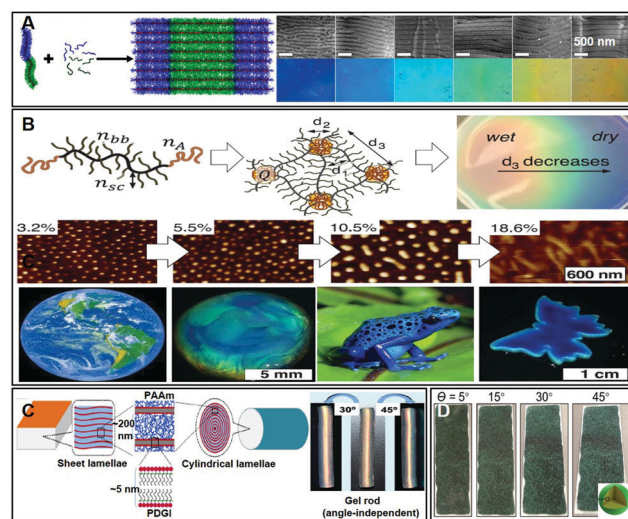 A
+
500 nm
B
n_bb
n_A
n_sc
Q
d_2
d_3
d_1
wet
dry
d_3 decreases
3.2%
5.5%
10.5%
18.6%
C
600 nm
5 mm
1 cm
C
PAAm
~200
nm
Sheet lamellae
Cylindrical lamellae
~5 nm
PDGI
30°
45°
Gel rod
(angle-independent)
D
Θ = 5°
15°
30°
45°